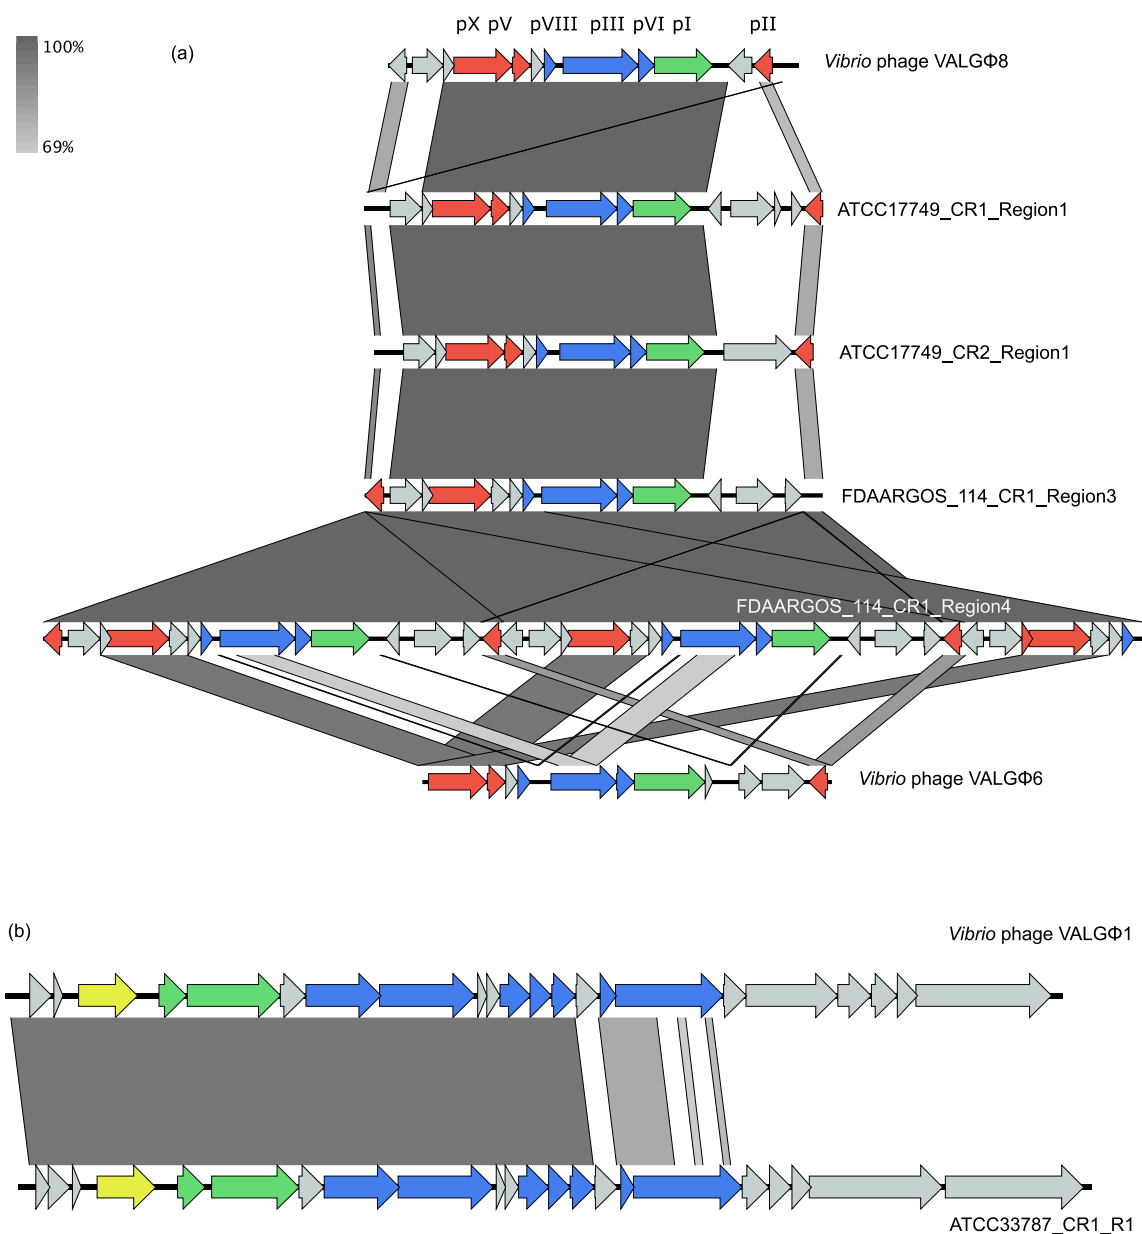 pX pV pVIII pIII pVI pI pII
100%
69%
(a)
Vibrio phage VALGΦ8
ATCC17749_CR1_Region1
ATCC17749_CR2_Region1
FDAARGOS_114_CR1_Region3
FDAARGOS_114_CR1_Region4
Vibrio phage VALGΦ6
(b)
Vibrio phage VALGΦ1
ATCC33787_CR1_R1